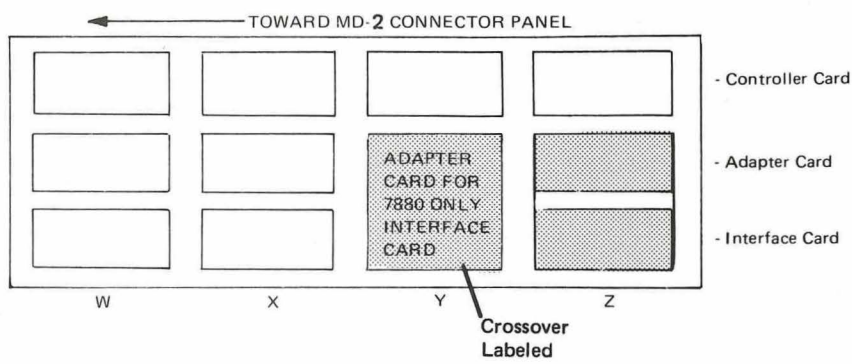 TOWARD MD-2 CONNECTOR PANEL
- Controller Card
ADAPTER
CARD FOR
7880 ONLY
INTERFACE
CARD
- Adapter Card
- Interface Card
W X Y Z
Crossover
Labeled